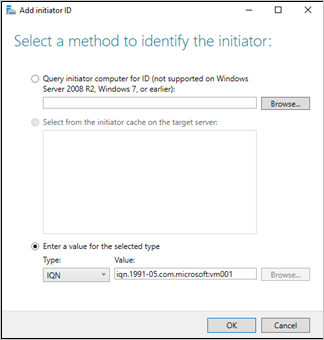 Add initiator ID
Select a method to identify the initiator:
Query initiator computer for ID (not supported on Windows
Server 2008 R2, Windows 7, or earlier):
Browse...
Select from the initiator cache on the target server:
Enter a value for the selected type
Type:
Value:
IQN
iqn.1991-05.com.microsoft:vm001
Browse...
OK
Cancel